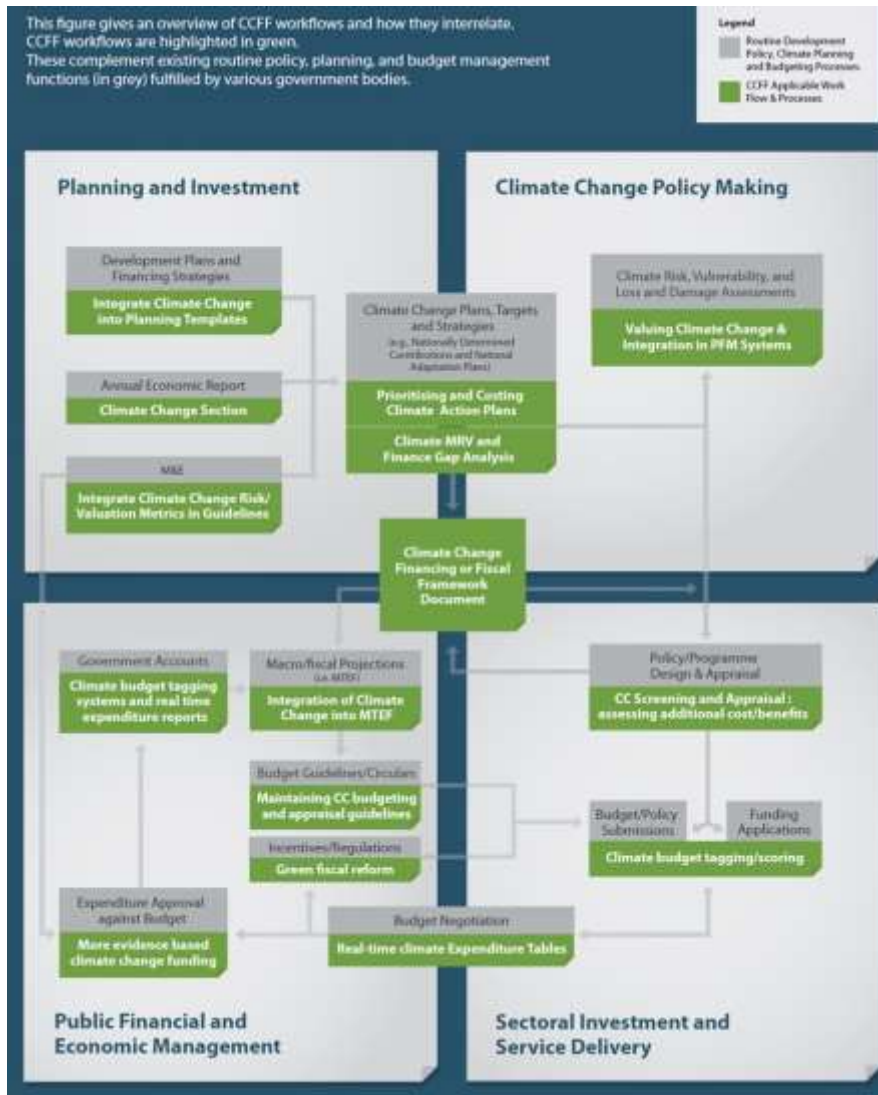 This figure gives an overview of CCFF workflows and how they interrelate.
CCFF workflows are highlighted in green.
These complement existing routine policy, planning, and budget management
functions (in grey) fulfilled by various government bodies.
Legend
Routine Development
Policy, Climate Planning
and Budgeting Processes
CCFF Applicable Work
Flow & Processes
Planning and Investment
Development Plans and
Financing Strategies
Integrate Climate Change
into Planning Templates
Annual Economic Report
Climate Change Section
M&E
Integrate Climate Change Risk/
Valuation Metrics in Guidelines
Climate Change Policy Making
Climate Change Plans, Targets
and Strategies
(e.g., Nationally Determined
Contributions and National
Adaptation Plans)
Prioritising and Costing
Climate Action Plans
Climate MRV and
Finance Gap Analysis
Climate Risk, Vulnerability, and
Loss and Damage Assessments
Valuing Climate Change &
Integration in PFM Systems
Climate Change
Financing or Fiscal
Framework
Document
Government Accounts
Climate budget tagging
systems and real time
expenditure reports
Macro/fiscal Projections
(i.e. MTEF)
Integration of Climate
Change into MTEF
Budget Guidelines/Circulars
Maintaining CC budgeting
and appraisal guidelines
Incentives/Regulations
Green fiscal reform
Expenditure Approval
against Budget
More evidence based
climate change funding
Budget Negotiation
Real-time climate Expenditure Tables
Policy/Programme
Design & Appraisal
CC Screening and Appraisal :
assessing additional cost/benefits
Budget/Policy
Submissions
Funding
Applications
Climate budget tagging/scoring
Public Financial and
Economic Management
Sectoral Investment and
Service Delivery